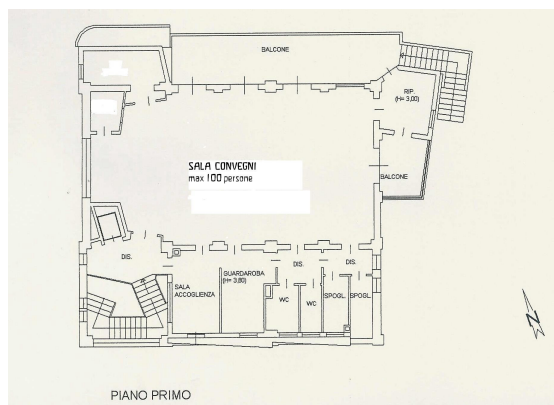 BALCONE
RIP.
(H= 3,00)
SALA CONVEGNI
max 100 persone
BALCONE
DIS.
DIS.
DIS.
GUARDAROBA
(H= 3,80)
SALA
ACCOGLIENZA
WC
WC
SPOGL.
SPOGL.
N
PIANO PRIMO